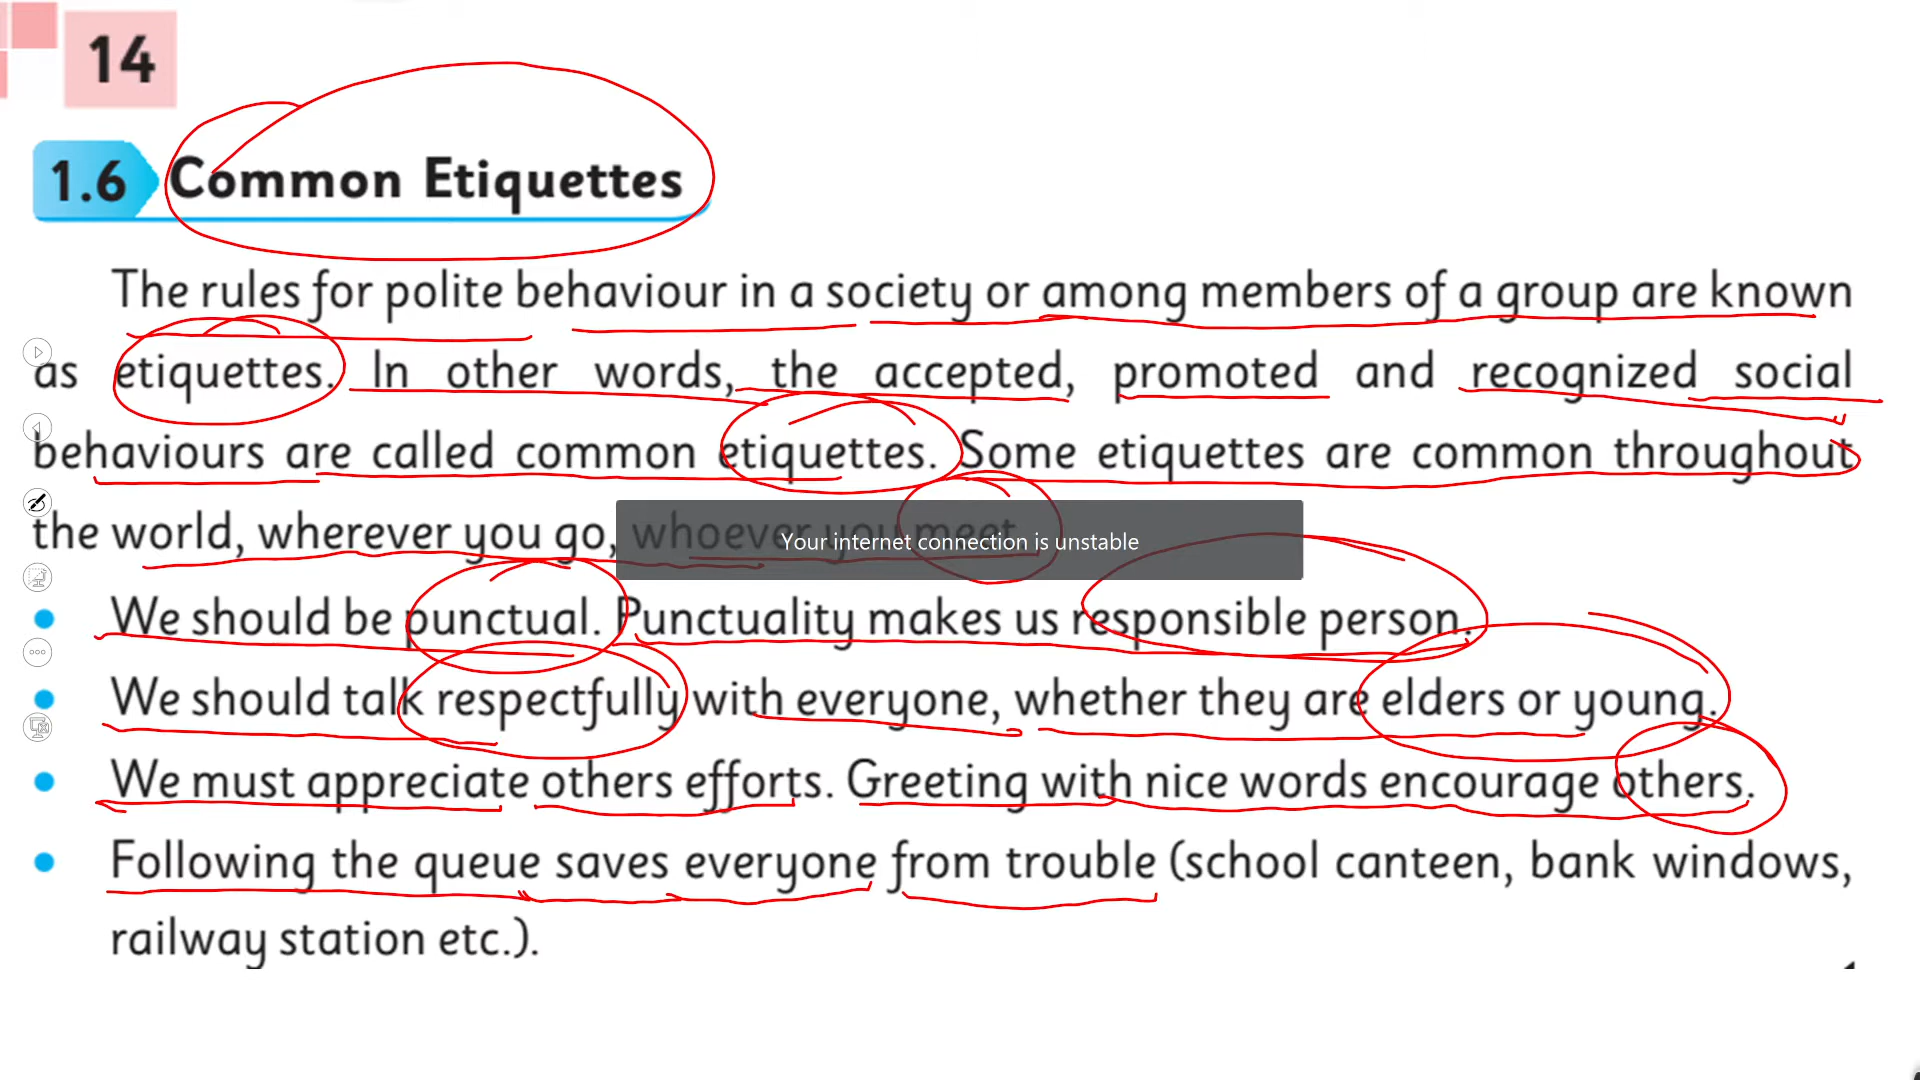 14
1.6 Common Etiquettes
The rules for polite behaviour in a society or among members of a group are known
as etiquettes. In other words, the accepted, promoted and recognized social
behaviours are called common etiquettes. Some etiquettes are common throughout
the world, wherever you go, whoever you meet.
Your internet connection is unstable
We should be punctual. Punctuality makes us responsible person.
We should talk respectfully with everyone, whether they are elders or young.
We must appreciate others efforts. Greeting with nice words encourage others.
Following the queue saves everyone from trouble (school canteen, bank windows,
railway station etc.).